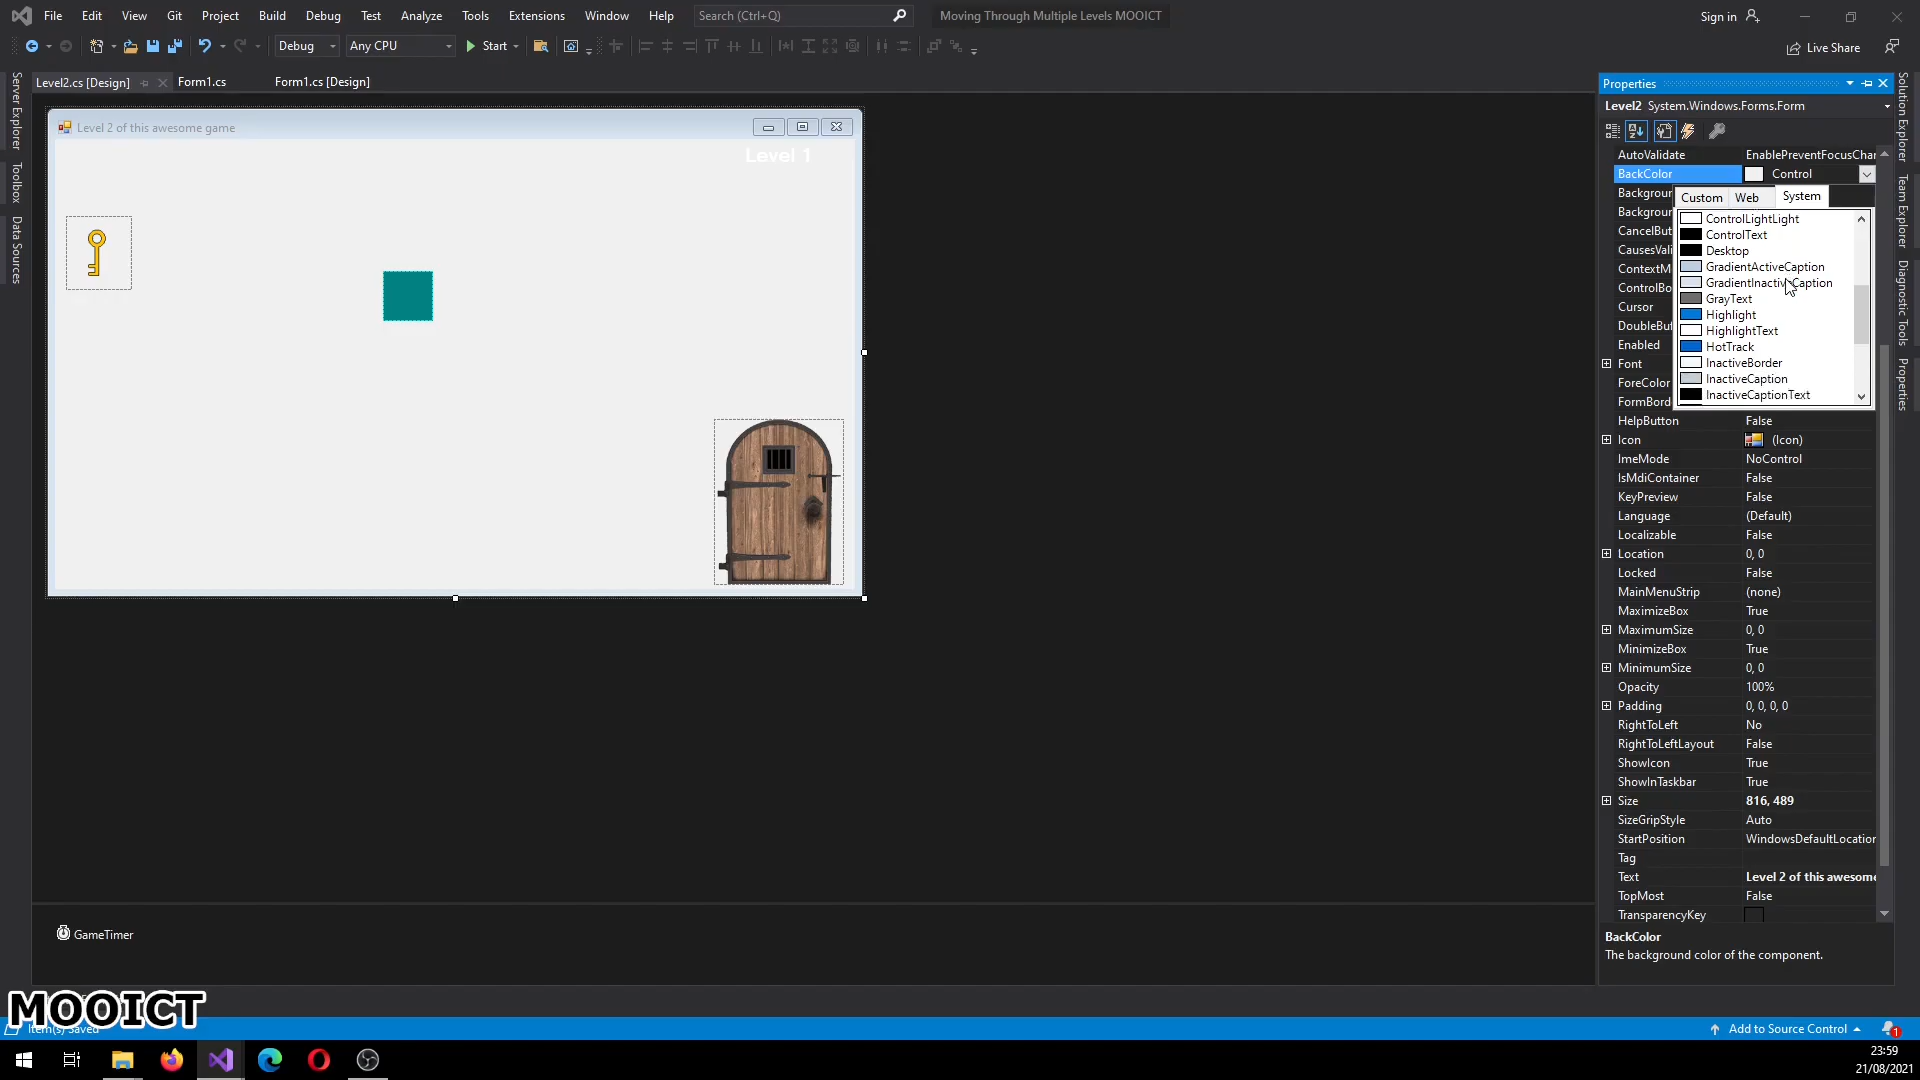 File Edit View Git Project Build Debug Test Analyze Tools Extensions Window Help Search (Ctrl+Q) Moving Through Multiple Levels MOOICT Sign in
Debug Any CPU Start Live Share
Level2.cs [Design] Form1.cs Form1.cs [Design]
Server Explorer
Toolbox
Data Sources
Level 2 of this awesome game
Level 1
GameTimer
Properties
Level2 System.Windows.Forms.Form
AutoValidate EnablePreventFocusChan
BackColor Control
Custom Web System
ControlLightLight
ControlText
Desktop
GradientActiveCaption
GradientInactiveCaption
GrayText
Highlight
HighlightText
HotTrack
InactiveBorder
InactiveCaption
InactiveCaptionText
Backgroun
Backgroun
CancelBut
CausesVali
ContextM
ControlBo
Cursor
DoubleBuf
Enabled
Font
ForeColor
FormBord
HelpButton False
Icon (Icon)
ImeMode NoControl
IsMdiContainer False
KeyPreview False
Language (Default)
Localizable False
Location 0, 0
Locked False
MainMenuStrip (none)
MaximizeBox True
MaximumSize 0, 0
MinimizeBox True
MinimumSize 0, 0
Opacity 100%
Padding 0, 0, 0, 0
RightToLeft No
RightToLeftLayout False
ShowIcon True
ShowInTaskbar True
Size 816, 489
SizeGripStyle Auto
StartPosition WindowsDefaultLocation
Tag
Text Level 2 of this awesome
TopMost False
TransparencyKey
BackColor
The background color of the component.
Solution Explorer
Team Explorer
Diagnostic Tools
Properties
MOOICT
Item(s) Saved
Add to Source Control 1
23:59
21/08/2021